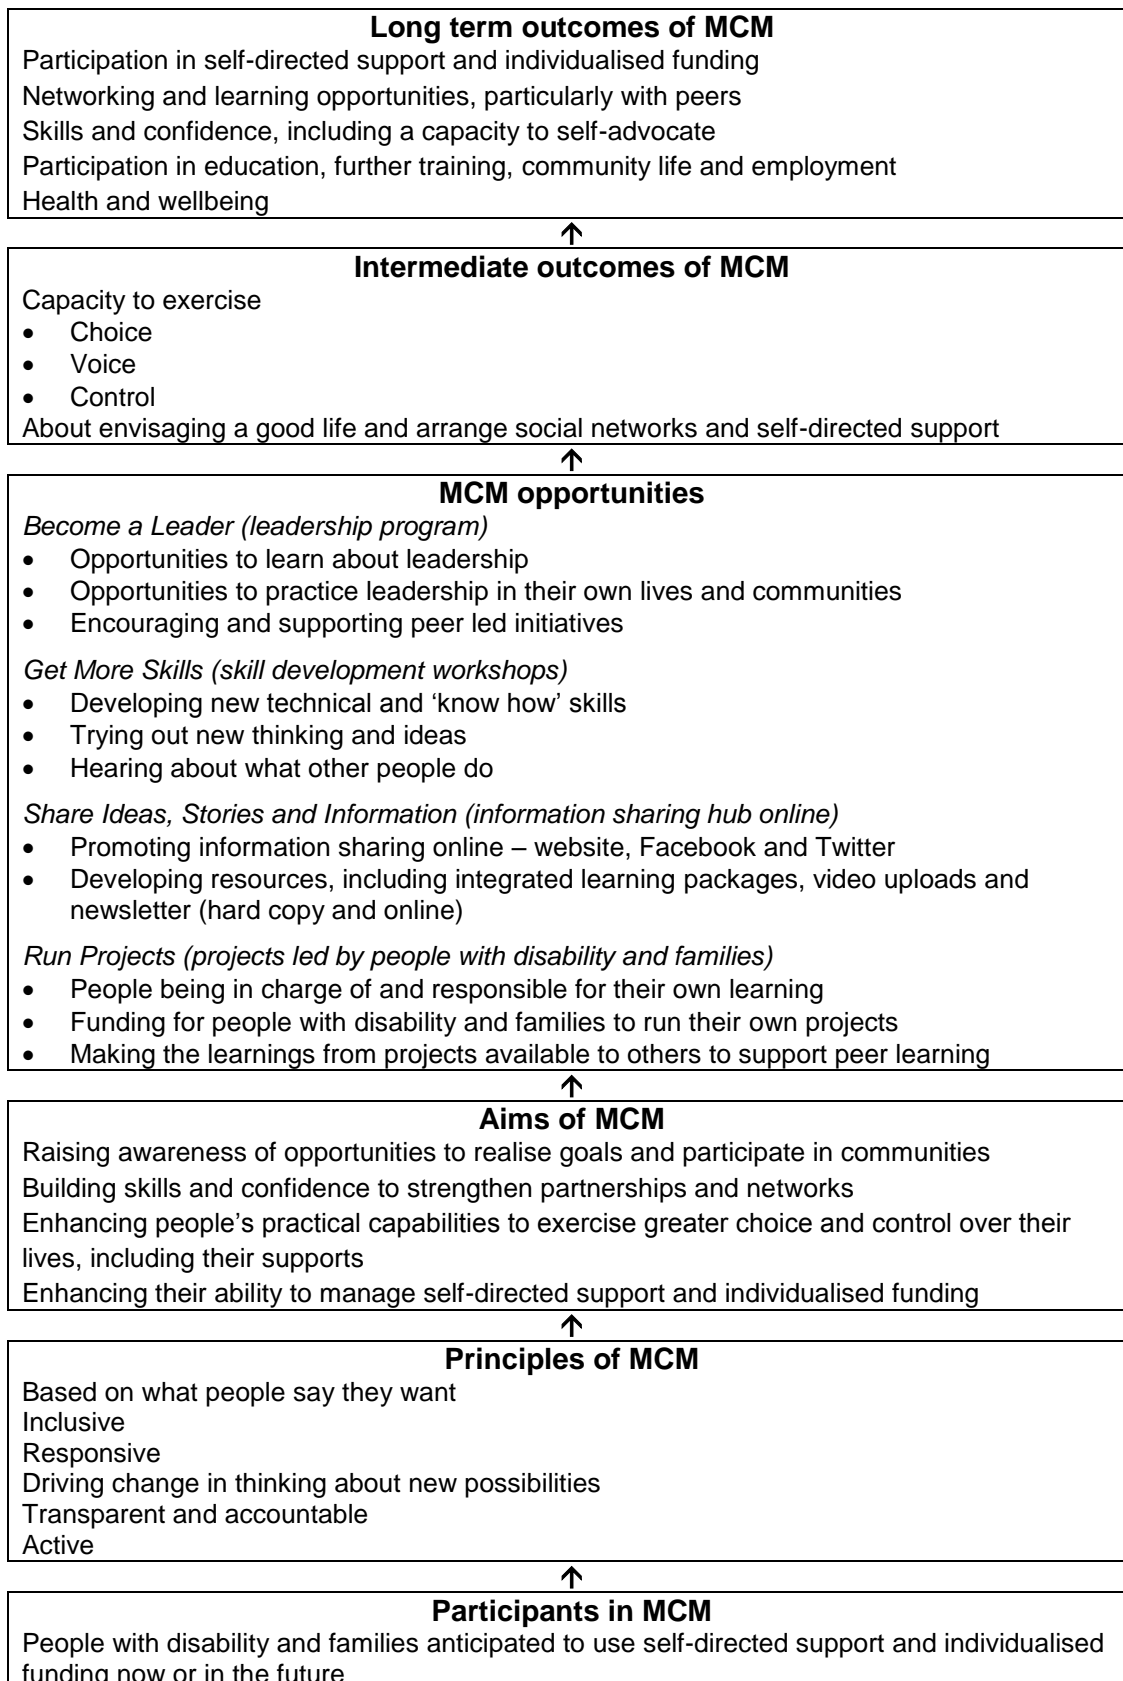 Long term outcomes of MCM
Participation in self-directed support and individualised funding
Networking and learning opportunities, particularly with peers
Skills and confidence, including a capacity to self-advocate
Participation in education, further training, community life and employment
Health and wellbeing
↑
Intermediate outcomes of MCM
Capacity to exercise
• Choice
• Voice
• Control
About envisaging a good life and arrange social networks and self-directed support
↑
MCM opportunities
Become a Leader (leadership program)
• Opportunities to learn about leadership
• Opportunities to practice leadership in their own lives and communities
• Encouraging and supporting peer led initiatives
Get More Skills (skill development workshops)
• Developing new technical and ‘know how’ skills
• Trying out new thinking and ideas
• Hearing about what other people do
Share Ideas, Stories and Information (information sharing hub online)
• Promoting information sharing online – website, Facebook and Twitter
• Developing resources, including integrated learning packages, video uploads and
newsletter (hard copy and online)
Run Projects (projects led by people with disability and families)
• People being in charge of and responsible for their own learning
• Funding for people with disability and families to run their own projects
• Making the learnings from projects available to others to support peer learning
↑
Aims of MCM
Raising awareness of opportunities to realise goals and participate in communities
Building skills and confidence to strengthen partnerships and networks
Enhancing people’s practical capabilities to exercise greater choice and control over their
lives, including their supports
Enhancing their ability to manage self-directed support and individualised funding
↑
Principles of MCM
Based on what people say they want
Inclusive
Responsive
Driving change in thinking about new possibilities
Transparent and accountable
Active
↑
Participants in MCM
People with disability and families anticipated to use self-directed support and individualised
funding now or in the future